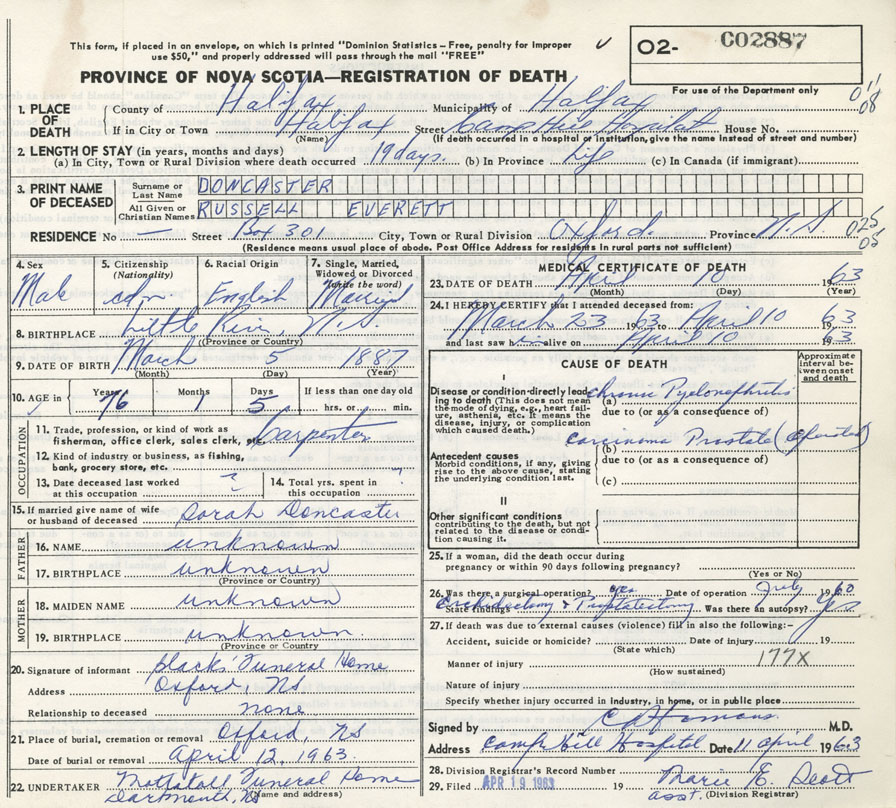 This form, if placed in an envelope, on which is printed "Dominion Statistics - Free, penalty for improper
use $50," and properly addressed will pass through the mail "FREE"
O2- C02887
PROVINCE OF NOVA SCOTIA—REGISTRATION OF DEATH
For use of the Department only
1. PLACE OF DEATH
County of Halifax Municipality of Halifax
If in City or Town Halifax Street Camp Hill Hospital House No.
(Name) (If death occurred in a hospital or institution, give name instead of street and number)
2. LENGTH OF STAY (in years, months and days)
(a) In City, Town or Rural Division where death occurred 19 days. (b) In Province Life (c) In Canada (if immigrant)
3. PRINT NAME OF DECEASED
Surname or Last Name DONCASTER
All Given or Christian Names RUSSELL EVERETT
RESIDENCE No — Street Box 301 City, Town or Rural Division Oxford. Province N.S.
(Residence means usual place of abode. Post Office Address for residents in rural parts not sufficient)
4. Sex Male
5. Citizenship (Nationality) cdn
6. Racial Origin English
7. Single, Married, Widowed or Divorced (Write the word) Married
8. BIRTHPLACE Little River, N.S.
(Province or Country)
9. DATE OF BIRTH March 5 1887
(Month) (Day) (Year)
10. AGE in Years 76 Months 1 Days 5 If less than one day old hrs. or min.
OCCUPATION
11. Trade, profession, or kind of work as fisherman, office clerk, sales clerk, etc. Carpenter
12. Kind of industry or business, as fishing, bank, grocery store, etc.
13. Date deceased last worked at this occupation ?
14. Total yrs. spent in this occupation ?
15. If married give name of wife or husband of deceased Sarah Doncaster
FATHER
16. NAME unknown
17. BIRTHPLACE unknown
(Province or Country)
MOTHER
18. MAIDEN NAME unknown
19. BIRTHPLACE unknown.
(Province or Country)
20. Signature of informant Blacks Funeral Home
Address Oxford, NS
Relationship to deceased none
21. Place of burial, cremation or removal Oxford, NS
Date of burial or removal April 12, 1963.
22. UNDERTAKER Funeral Home
Dartmouth, NS (Name and address)
MEDICAL CERTIFICATE OF DEATH
23. DATE OF DEATH April 10 1963
(Month) (Day) (Year)
24. I HEREBY CERTIFY that I attended deceased from:
March 23 1963 to April 10 1963
and last saw him alive on April 10 1963
CAUSE OF DEATH
Approximate interval between onset and death
I
Disease or condition directly leading to death (This does not mean the mode of dying, e.g., heart failure, asthenia, etc. It means the disease, injury, or complication which caused death.)
(a) chronic Pyelonephritis
due to (or as a consequence of)
Antecedent causes
Morbid conditions, if any, giving rise to the above cause, stating the underlying condition last.
(b) carcinoma Prostate (Operated)
due to (or as a consequence of)
(c)
II
Other significant conditions contributing to the death, but not related to the disease or condition causing it.
25. If a woman, did the death occur during pregnancy or within 90 days following pregnancy?
(Yes or No)
26. Was there a surgical operation? yes Date of operation July 1960
State findings Orchidectomy & Prostatectomy. Was there an autopsy? Yes
27. If death was due to external causes (violence) fill in also the following:-
Accident, suicide or homicide? Date of injury 19
(State which)
Manner of injury 177X
(How sustained)
Nature of injury
Specify whether injury occurred in industry, in home, or in public place
Signed by M.D.
Address Camp Hill Hospital Date 11 April 1963
28. Division Registrar's Record Number
29. Filed APR 19 1963 19 Marie E. Scott
asst. (Division Registrar)